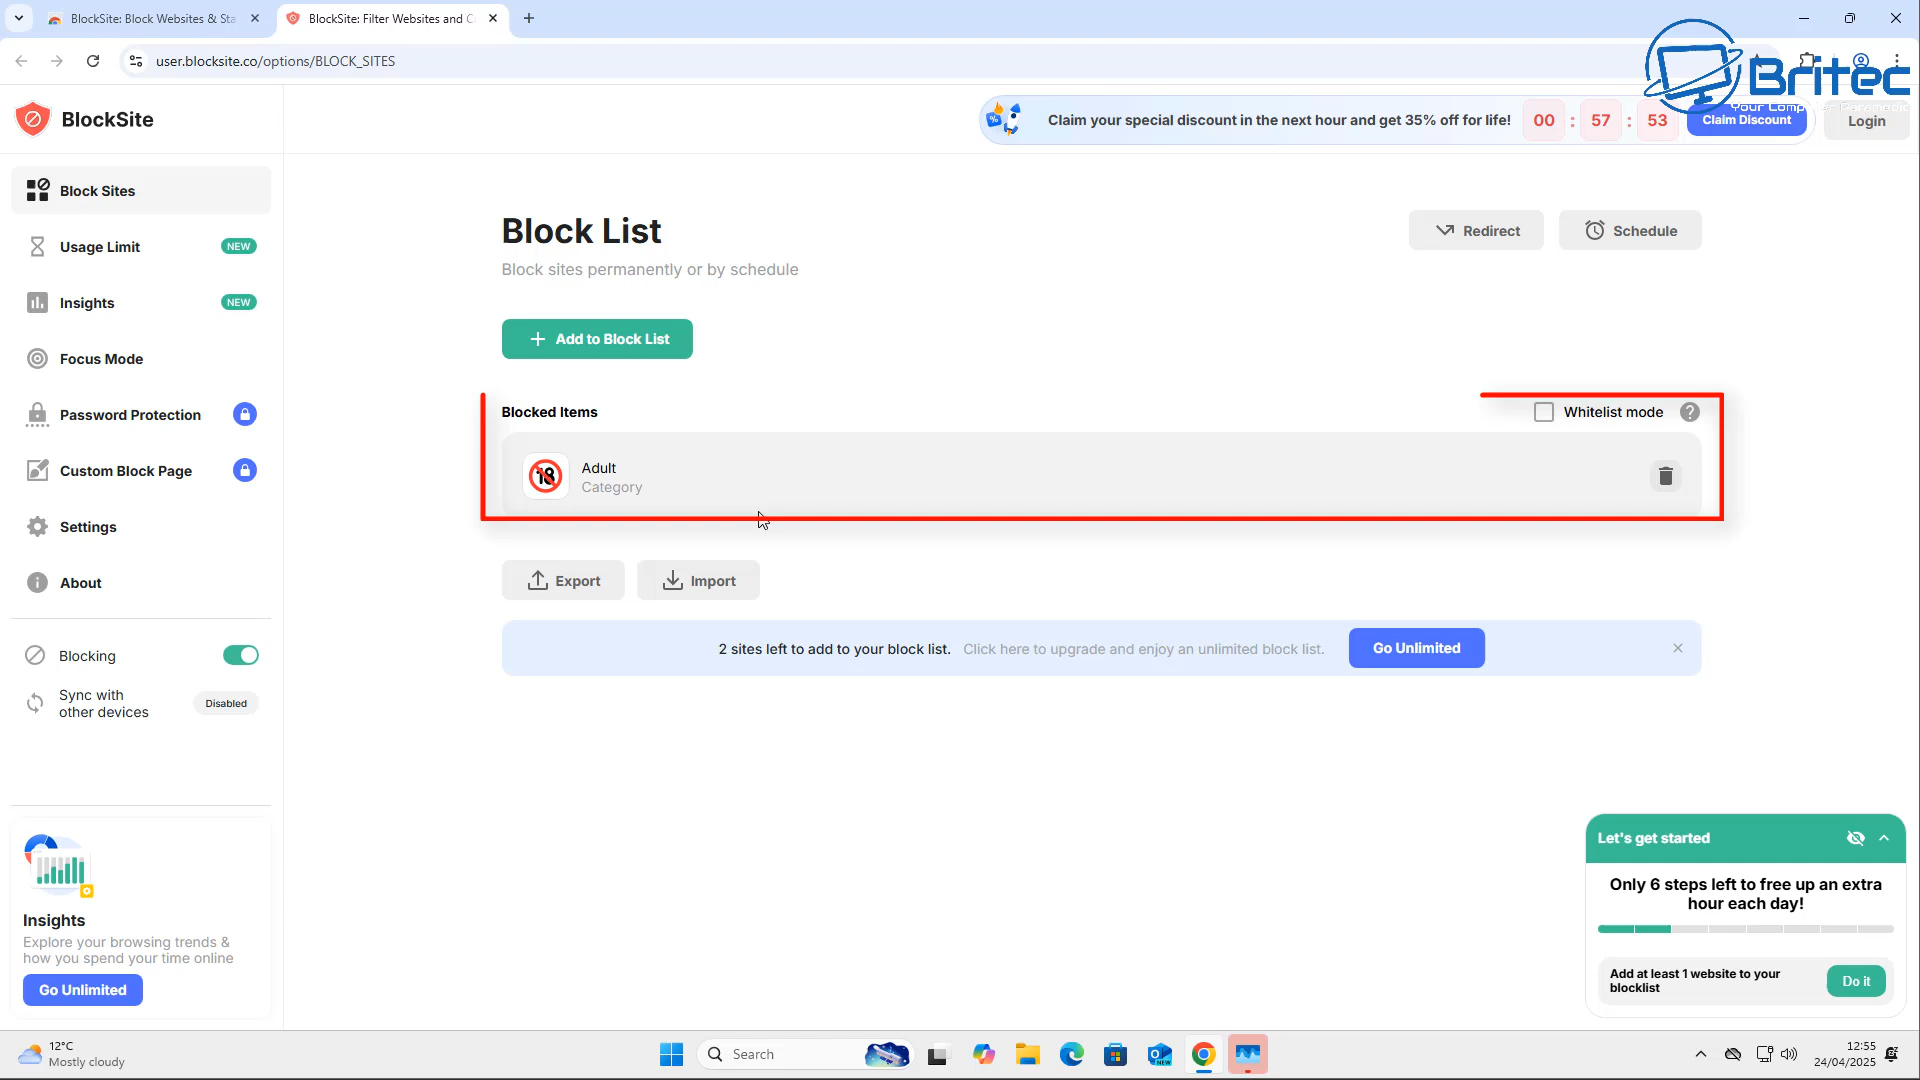 BlockSite: Block Websites & Sta
BlockSite: Filter Websites and C
user.blocksite.co/options/BLOCK_SITES
Britec
BlockSite
Claim your special discount in the next hour and get 35% off for life!
00 : 57 : 53
Claim Discount
Login
Block Sites
Usage Limit
NEW
Insights
NEW
Focus Mode
Password Protection
Custom Block Page
Settings
About
Blocking
Sync with
other devices
Disabled
Insights
Explore your browsing trends &
how you spend your time online
Go Unlimited
Block List
Block sites permanently or by schedule
Redirect
Schedule
Add to Block List
Blocked Items
Whitelist mode
?
18
Adult
Category
Export
Import
2 sites left to add to your block list.
Click here to upgrade and enjoy an unlimited block list.
Go Unlimited
Let's get started
Only 6 steps left to free up an extra
hour each day!
Add at least 1 website to your
blocklist
Do it
12°C
Mostly cloudy
Search
NEW
12:55
24/04/2025